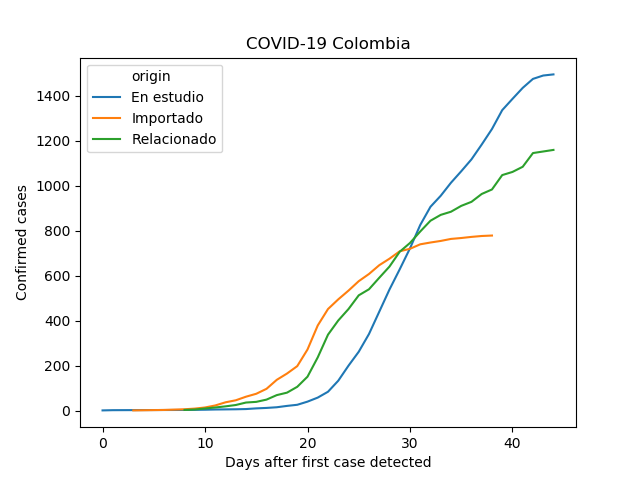 COVID-19 Colombia
origin
En estudio
Importado
Relacionado
Confirmed cases
1400
1200
1000
800
600
400
200
0
0 10 20 30 40
Days after first case detected